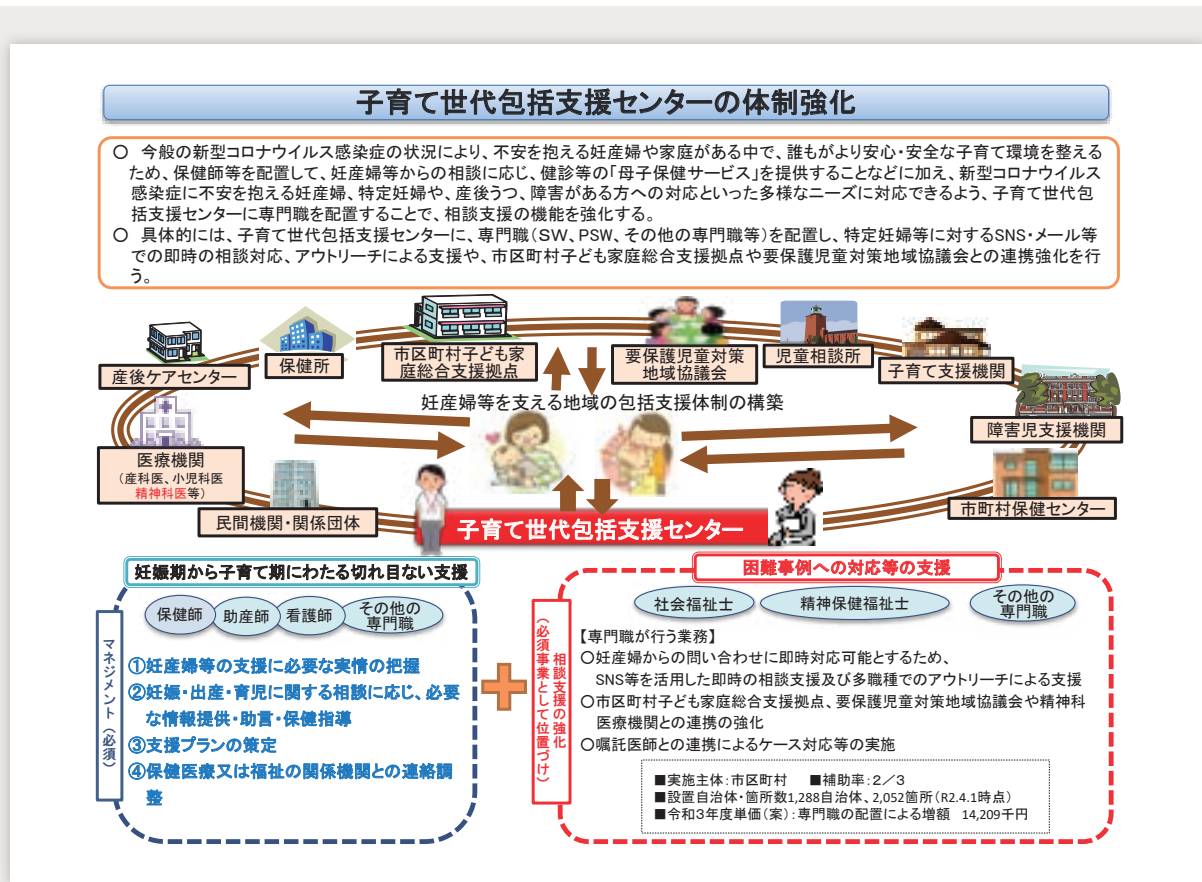 子育て世代包括支援センターの体制強化
○　今般の新型コロナウイルス感染症の状況により、不安を抱える妊産婦や家庭がある中で、誰もがより安心・安全な子育て環境を整える
ため、保健師等を配置して、妊産婦等からの相談に応じ、健診等の「母子保健サービス」を提供することなどに加え、新型コロナウイルス
感染症に不安を抱える妊産婦、特定妊婦や、産後うつ、障害がある方への対応といった多様なニーズに対応できるよう、子育て世代包
括支援センターに専門職を配置することで、相談支援の機能を強化する。
○　具体的には、子育て世代包括支援センターに、専門職（SW、PSW、その他の専門職等）を配置し、特定妊婦等に対するSNS・メール等
での即時の相談対応、アウトリーチによる支援や、市区町村子ども家庭総合支援拠点や要保護児童対策地域協議会との連携強化を行
う。
産後ケアセンター
保健所
市区町村子ども家
庭総合支援拠点
要保護児童対策
地域協議会
児童相談所
子育て支援機関
妊産婦等を支える地域の包括支援体制の構築
障害児支援機関
医療機関
（産科医、小児科医
精神科医等）
民間機関・関係団体
市町村保健センター
子育て世代包括支援センター
妊娠期から子育て期にわたる切れ目ない支援
マネジメント（必須）
保健師
助産師
看護師
その他の
専門職
①妊産婦等の支援に必要な実情の把握
②妊娠・出産・育児に関する相談に応じ、必要
な情報提供・助言・保健指導
③支援プランの策定
④保健医療又は福祉の関係機関との連絡調
整
困難事例への対応等の支援
相談支援の強化
（必須事業として位置づけ）
社会福祉士
精神保健福祉士
その他の
専門職
【専門職が行う業務】
○妊産婦からの問い合わせに即時対応可能とするため、
SNS等を活用した即時の相談支援及び多職種でのアウトリーチによる支援
○市区町村子ども家庭総合支援拠点、要保護児童対策地域協議会や精神科
医療機関との連携の強化
○嘱託医師との連携によるケース対応等の実施
■実施主体：市区町村　■補助率：２／３
■設置自治体・箇所数1,288自治体、2,052箇所（R2.4.1時点）
■令和３年度単価（案）：専門職の配置による増額　14,209千円